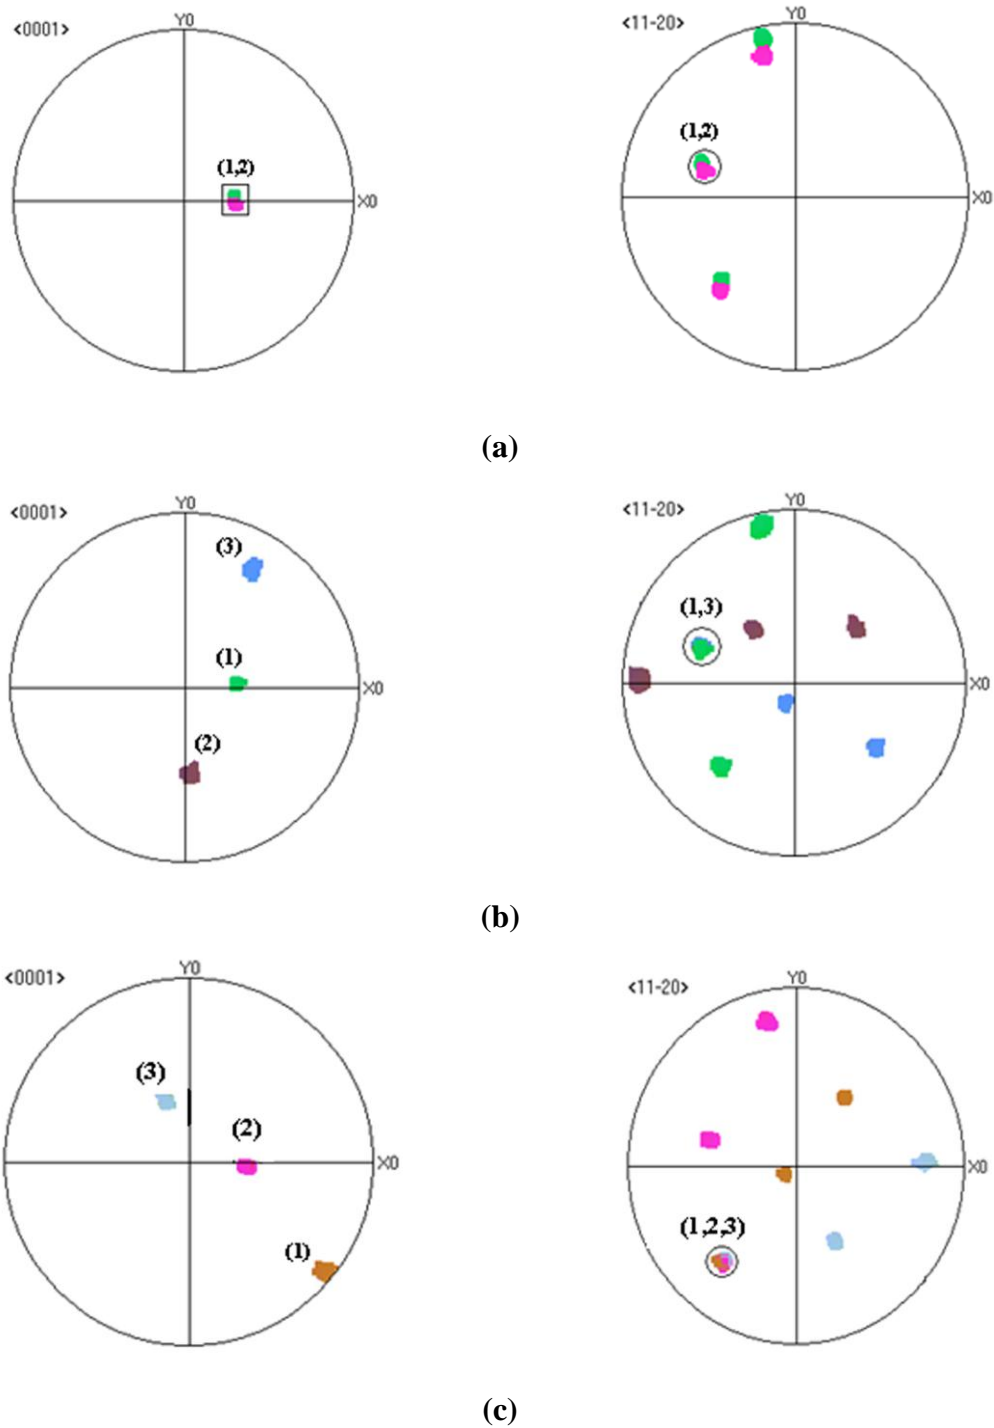 <0001>
Y0
(1,2)
X0
<11-20>
Y0
(1,2)
X0
(a)
<0001>
Y0
(3)
(1)
X0
(2)
<11-20>
Y0
(1,3)
X0
(b)
<0001>
Y0
(3)
(2)
X0
(1)
<11-20>
Y0
X0
(1,2,3)
(c)